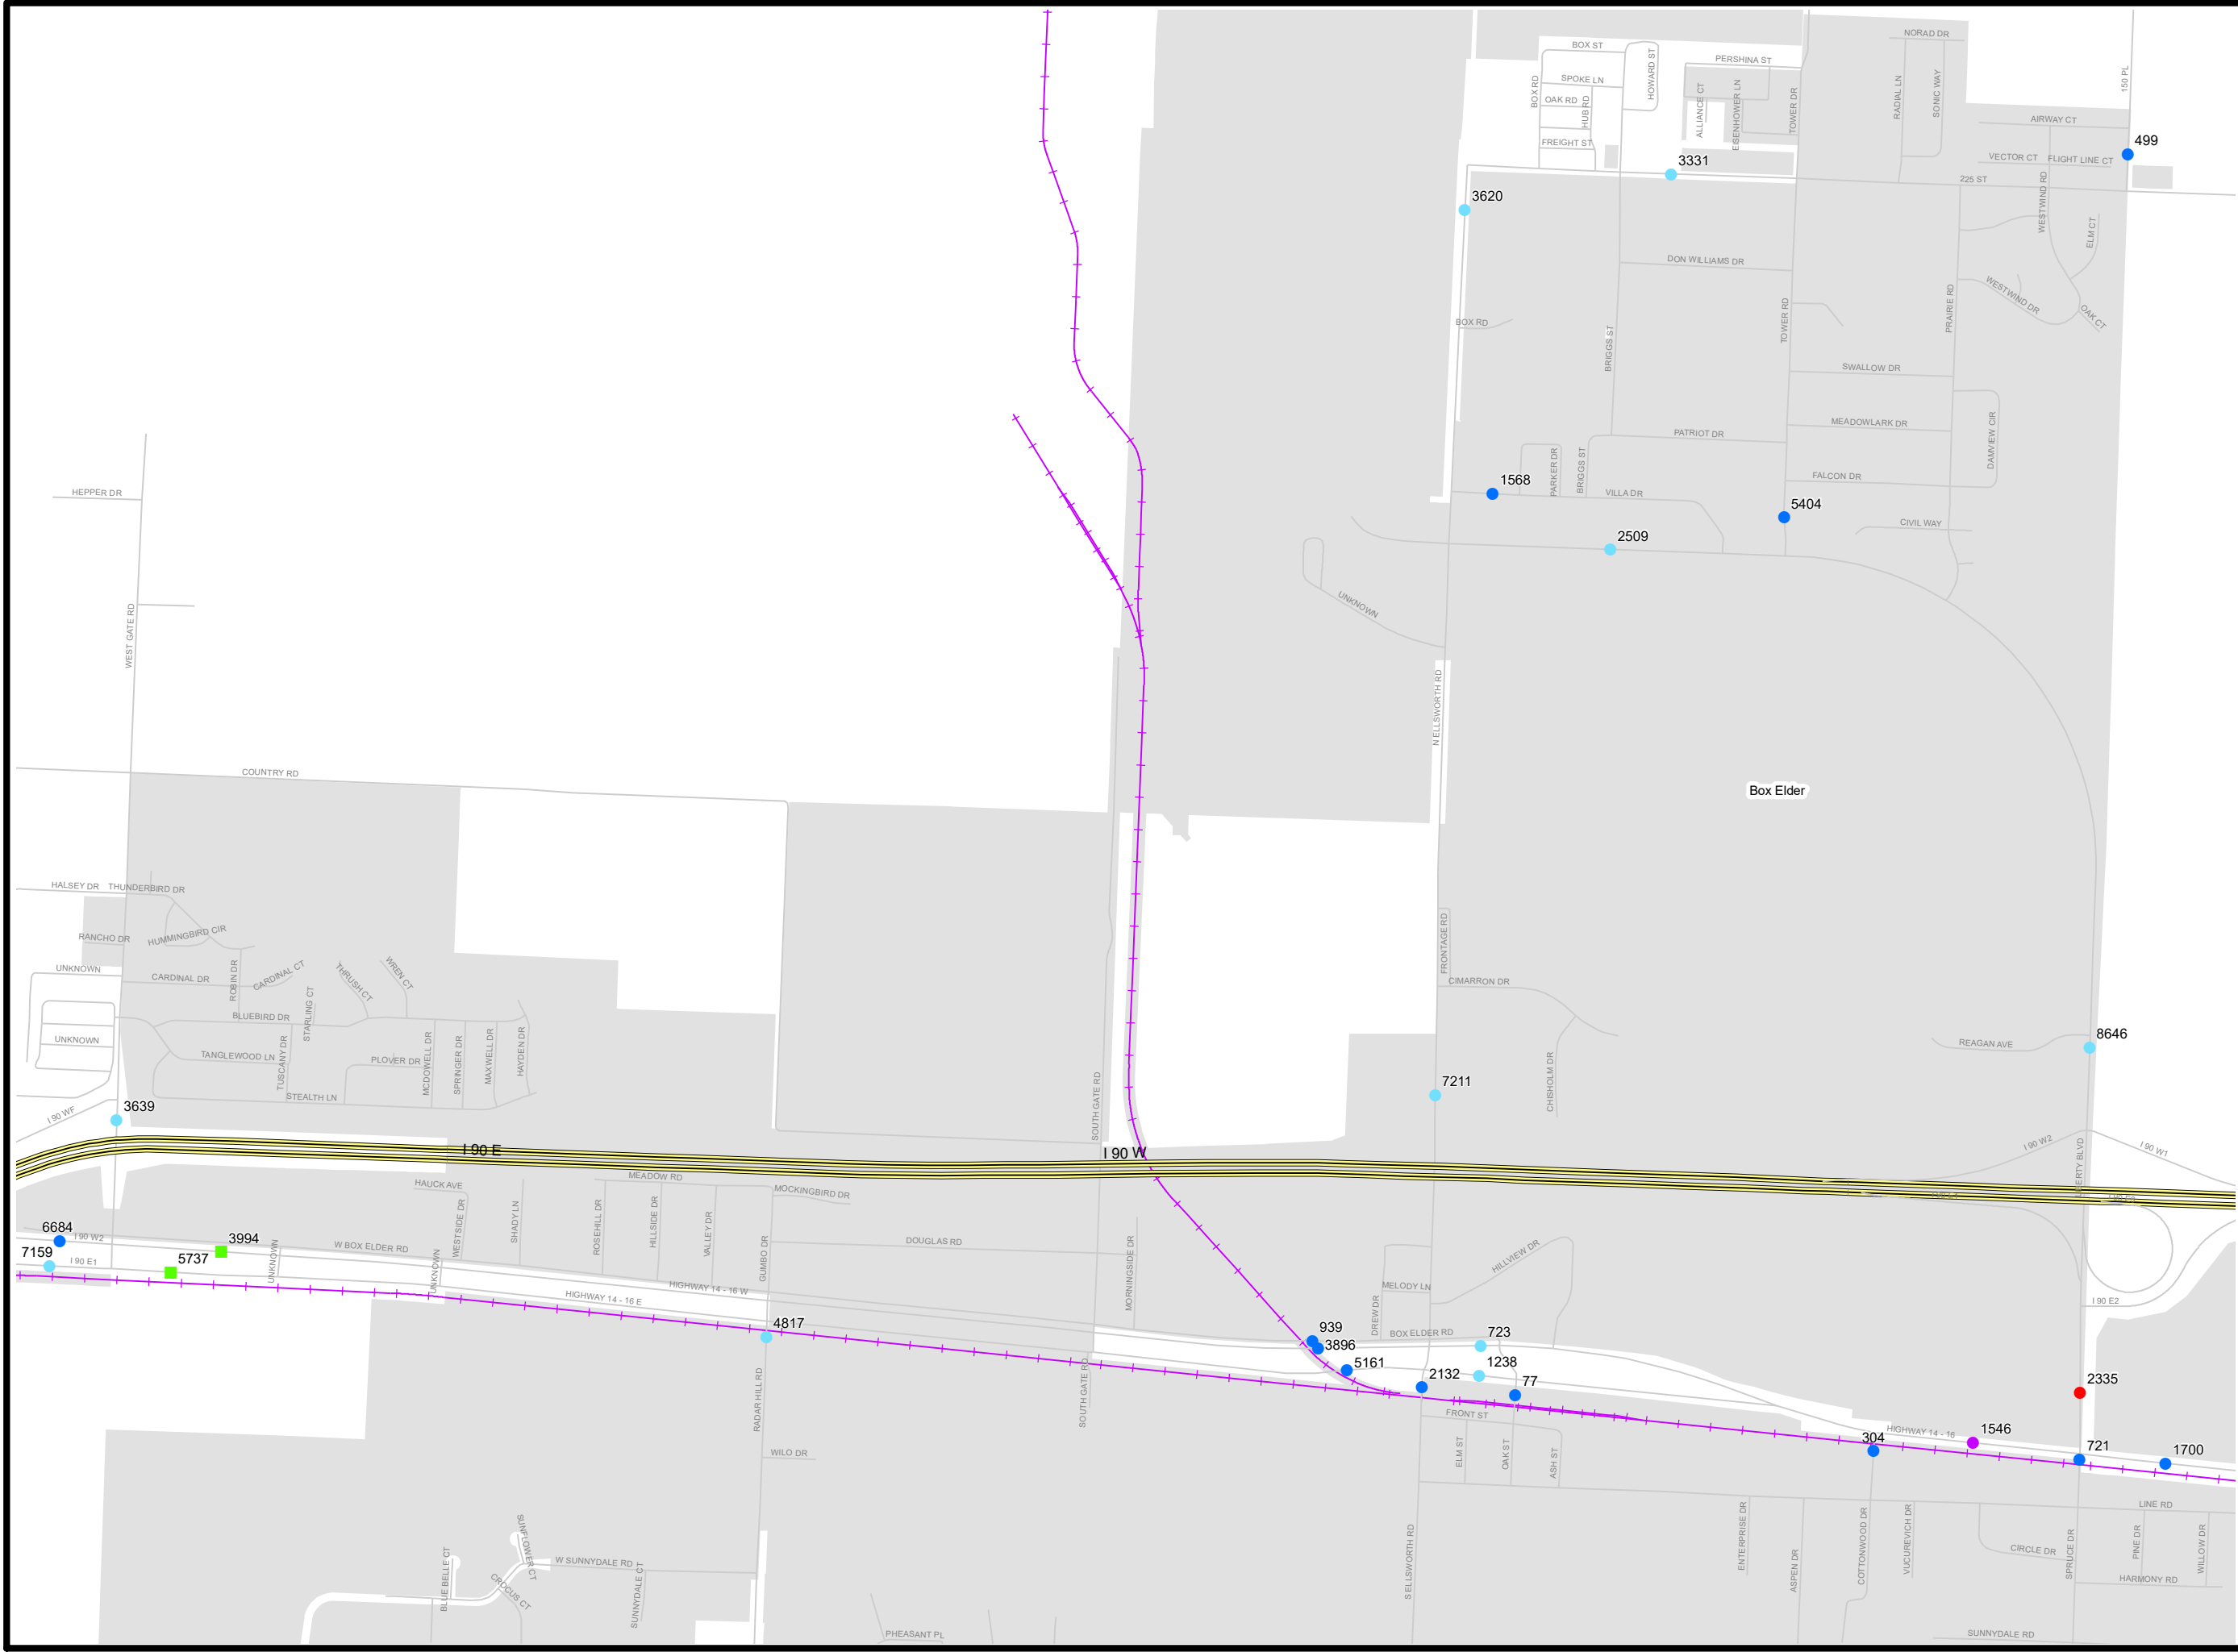 BOX ST
NORAD DR
PERSHINA ST
SPOKE LN
HOWARD ST
BOX RD
OAK RD
HUB RD
ALLIANCE CT
EISENHOWER LN
TOWER DR
RADIAL LN
SONIC WAY
150 PL
AIRWAY CT
FREIGHT ST
499
VECTOR CT
FLIGHT LINE CT
3331
225 ST
3620
WESTWIND RD
ELM CT
DON WILLIAMS DR
WESTWIND DR
OAK CT
BOX RD
BRIGGS ST
TOWER RD
PRAIRIE RD
SWALLOW DR
MEADOWLARK DR
PATRIOT DR
DAMVIEW CIR
PARKER DR
BRIGGS ST
FALCON DR
1568
VILLA DR
HEPPER DR
5404
CIVIL WAY
2509
UNKNOWN
WEST GATE RD
N ELLSWORTH RD
COUNTRY RD
Box Elder
HALSEY DR
THUNDERBIRD DR
RANCHO DR
HUMMINGBIRD CIR
FRONTAGE RD
UNKNOWN
CARDINAL DR
ROBIN DR
CARDINAL CT
THRUSH CT
WREN CT
CIMARRON DR
STARLING CT
BLUEBIRD DR
UNKNOWN
TANGLEWOOD LN
TUSCANY DR
PLOVER DR
MCDOWELL DR
SPRINGER DR
MAXWELL DR
HAYDEN DR
8646
REAGAN AVE
STEALTH LN
7211
CHISHOLM DR
SOUTH GATE RD
I 90 WF
3639
I 90 E
I 90 W
I 90 W2
I 90 W1
LIBERTY BLVD
HAUCK AVE
MEADOW RD
MOCKINGBIRD DR
WESTSIDE DR
SHADY LN
ROSEHILL DR
HILLSIDE DR
VALLEY DR
GUMBO DR
DOUGLAS RD
MORNINGSIDE DR
HILLVIEW DR
6684
I 90 W2
3994
W BOX ELDER RD
7159
I 90 E1
5737
UNKNOWN
UNKNOWN
HIGHWAY 14 - 16 W
HIGHWAY 14 - 16 E
MELODY LN
DREW DR
I 90 E2
4817
939
3896
BOX ELDER RD
723
5161
1238
2132
77
2335
RADAR HILL RD
SOUTH GATE RD
FRONT ST
ELM ST
OAK ST
ASH ST
304
HIGHWAY 14 - 16
1546
721
1700
WILO DR
LINE RD
S ELLSWORTH RD
ENTERPRISE DR
ASPEN DR
COTTONWOOD DR
VUCUREVICH DR
CIRCLE DR
SPRUCE DR
PINE DR
WILLOW DR
HARMONY RD
SUNFLOWER CT
BLUE BELLE CT
CROCUS CT
W SUNNYDALE RD
SUNNYDALE CT
PHEASANT PL
SUNNYDALE RD